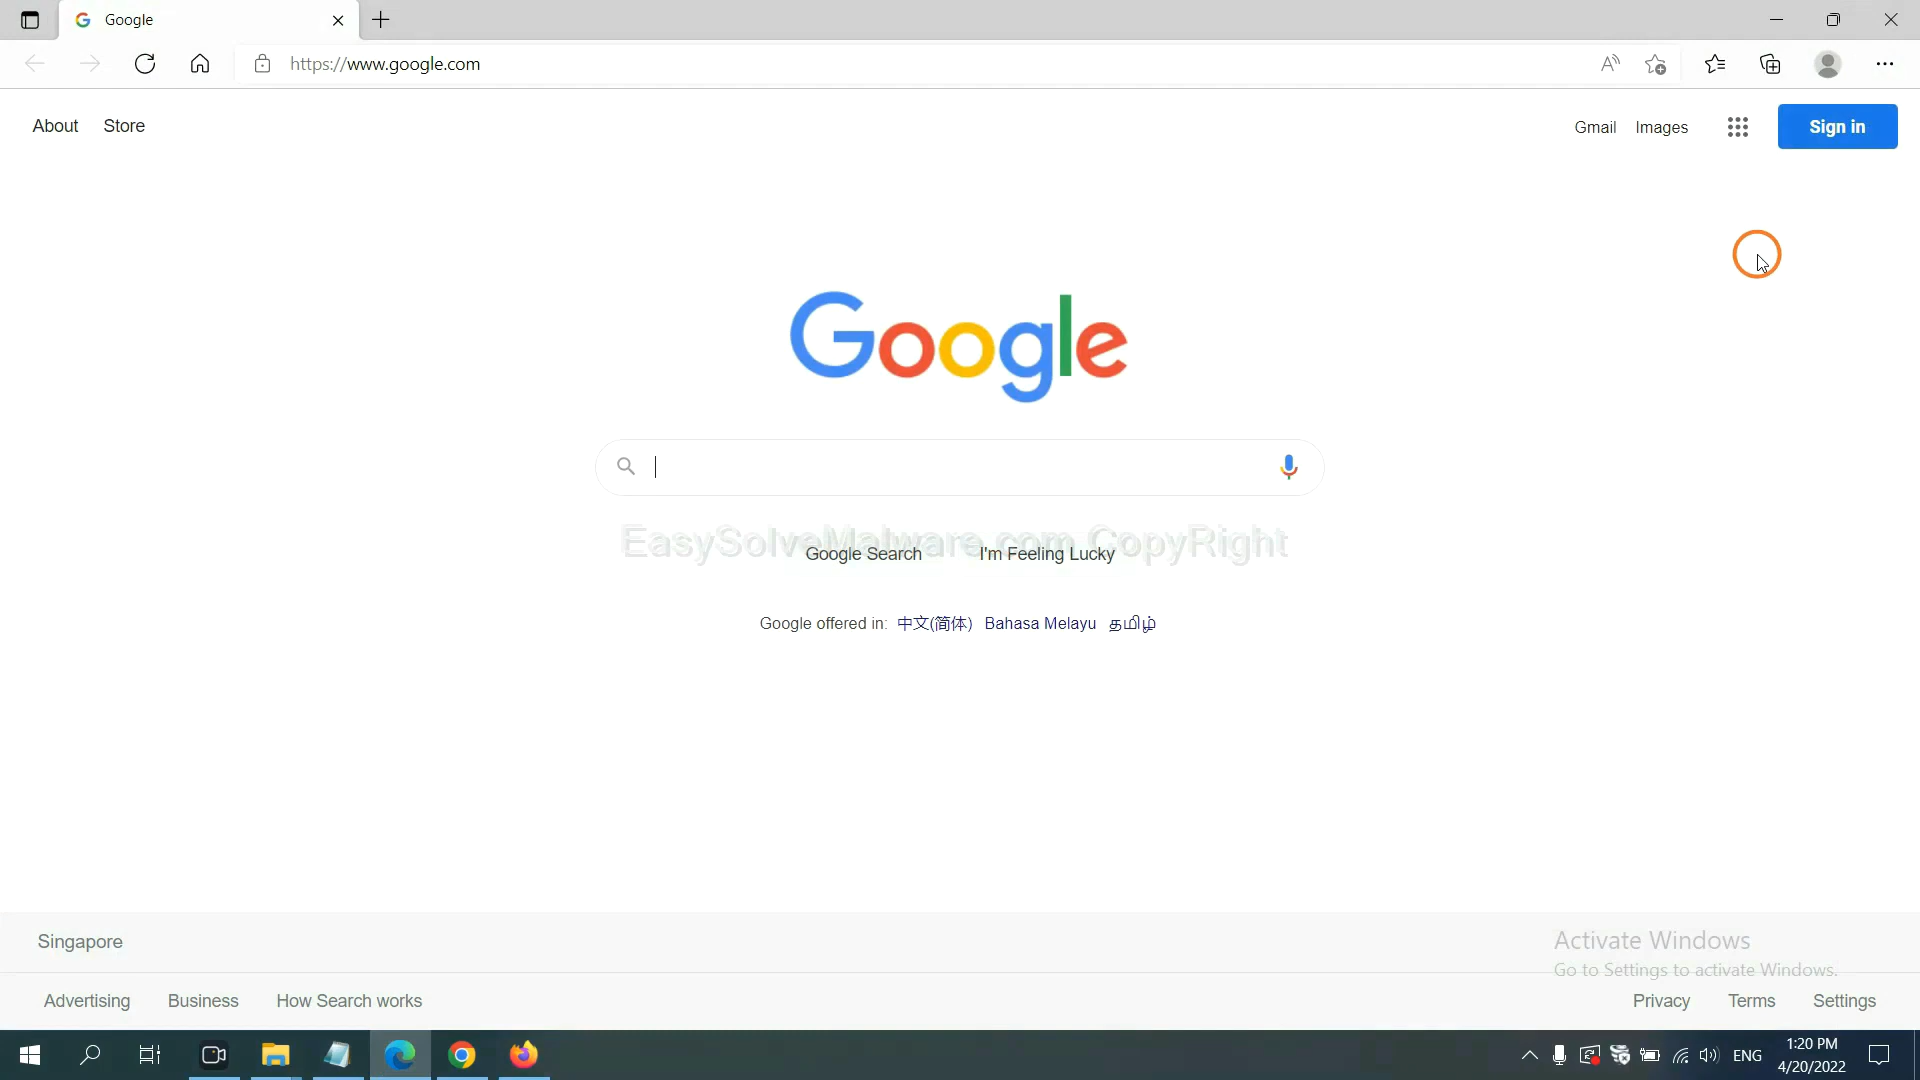 Google
https://www.google.com
About Store
Gmail Images Sign in
Google
EasySolveMalware.com CopyRight
Google Search I'm Feeling Lucky
Google offered in: 中文(简体) Bahasa Melayu தமிழ்
Singapore
Activate Windows
Go to Settings to activate Windows.
Advertising Business How Search works
Privacy Terms Settings
ENG
1:20 PM
4/20/2022